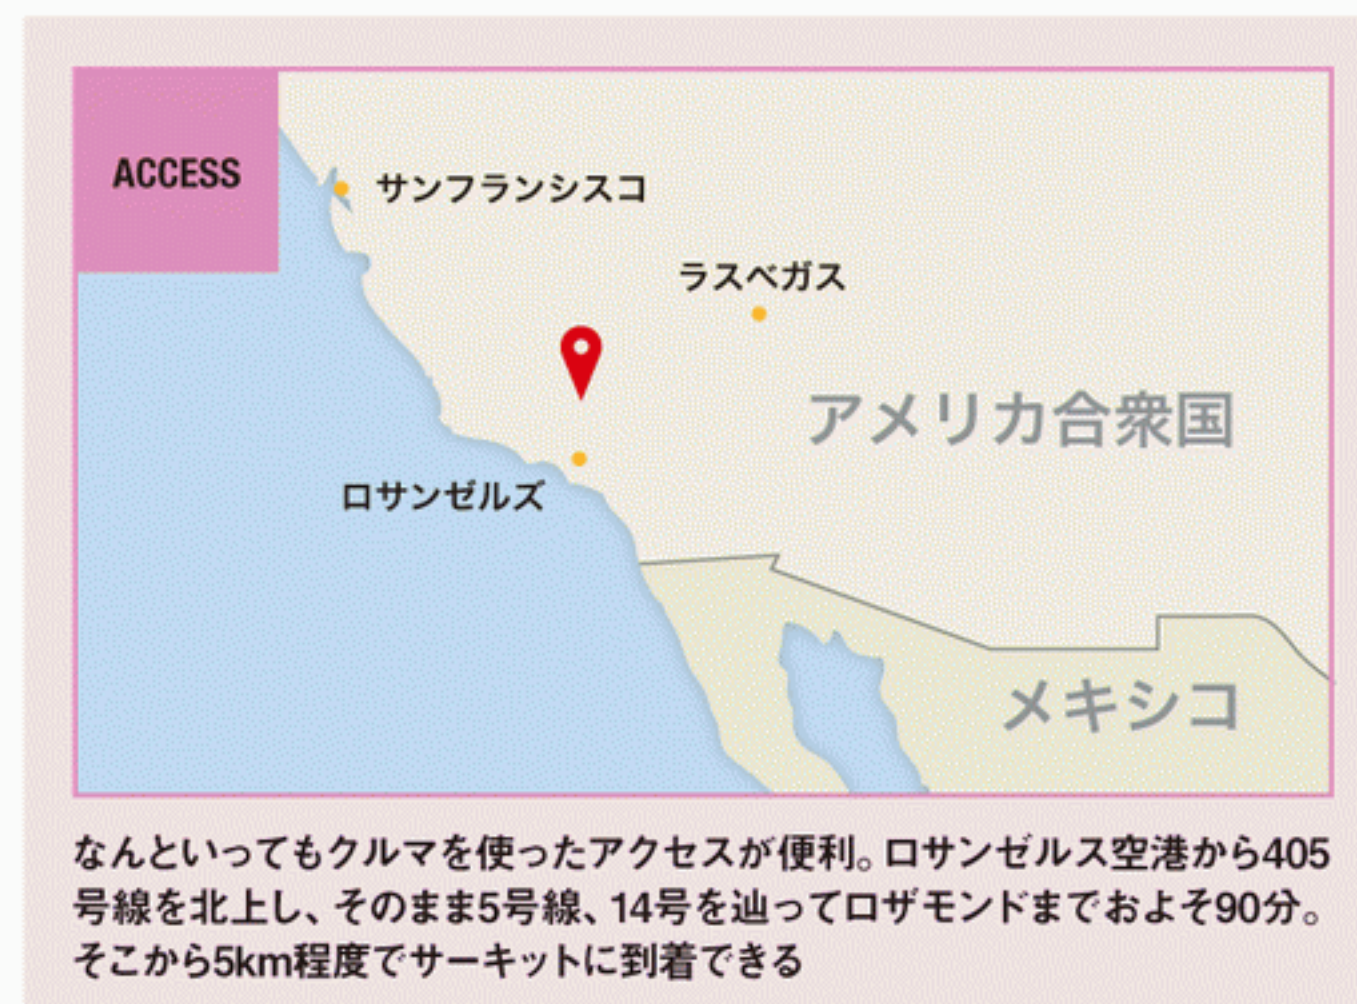 ACCESS
サンフランシスコ
ラスベガス
アメリカ合衆国
ロサンゼルズ
メキシコ
なんといってもクルマを使ったアクセスが便利。ロサンゼルス空港から405
号線を北上し、そのまま5号線、14号を辿ってロザモンドまでおよそ90分。
そこから5km程度でサーキットに到着できる